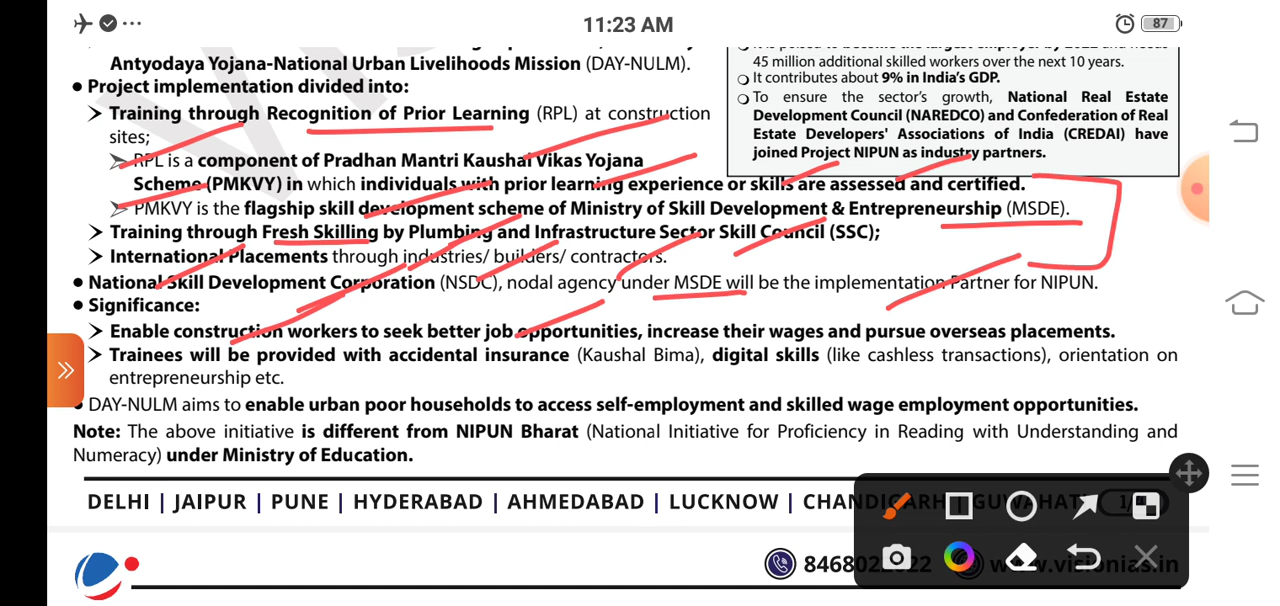 11:23 AM
87
Antyodaya Yojana-National Urban Livelihoods Mission (DAY-NULM).
• Project implementation divided into:
➢ Training through Recognition of Prior Learning (RPL) at construction
sites;
➢ RPL is a component of Pradhan Mantri Kaushal Vikas Yojana
Scheme (PMKVY) in which individuals with prior learning experience or skills are assessed and certified.
➢ PMKVY is the flagship skill development scheme of Ministry of Skill Development & Entrepreneurship (MSDE).
➢ Training through Fresh Skilling by Plumbing and Infrastructure Sector Skill Council (SSC);
➢ International Placements through industries/ builders/ contractors.
• National Skill Development Corporation (NSDC), nodal agency under MSDE will be the implementation Partner for NIPUN.
• Significance:
➢ Enable construction workers to seek better job opportunities, increase their wages and pursue overseas placements.
➢ Trainees will be provided with accidental insurance (Kaushal Bima), digital skills (like cashless transactions), orientation on
entrepreneurship etc.
• DAY-NULM aims to enable urban poor households to access self-employment and skilled wage employment opportunities.
Note: The above initiative is different from NIPUN Bharat (National Initiative for Proficiency in Reading with Understanding and
Numeracy) under Ministry of Education.
45 million additional skilled workers over the next 10 years.
○ It contributes about 9% in India's GDP.
○ To ensure the sector's growth, National Real Estate
Development Council (NAREDCO) and Confederation of Real
Estate Developers' Associations of India (CREDAI) have
joined Project NIPUN as industry partners.
DELHI | JAIPUR | PUNE | HYDERABAD | AHMEDABAD | LUCKNOW | CHANDIGARH | GUWAHATI
8468022022 www.visionias.in